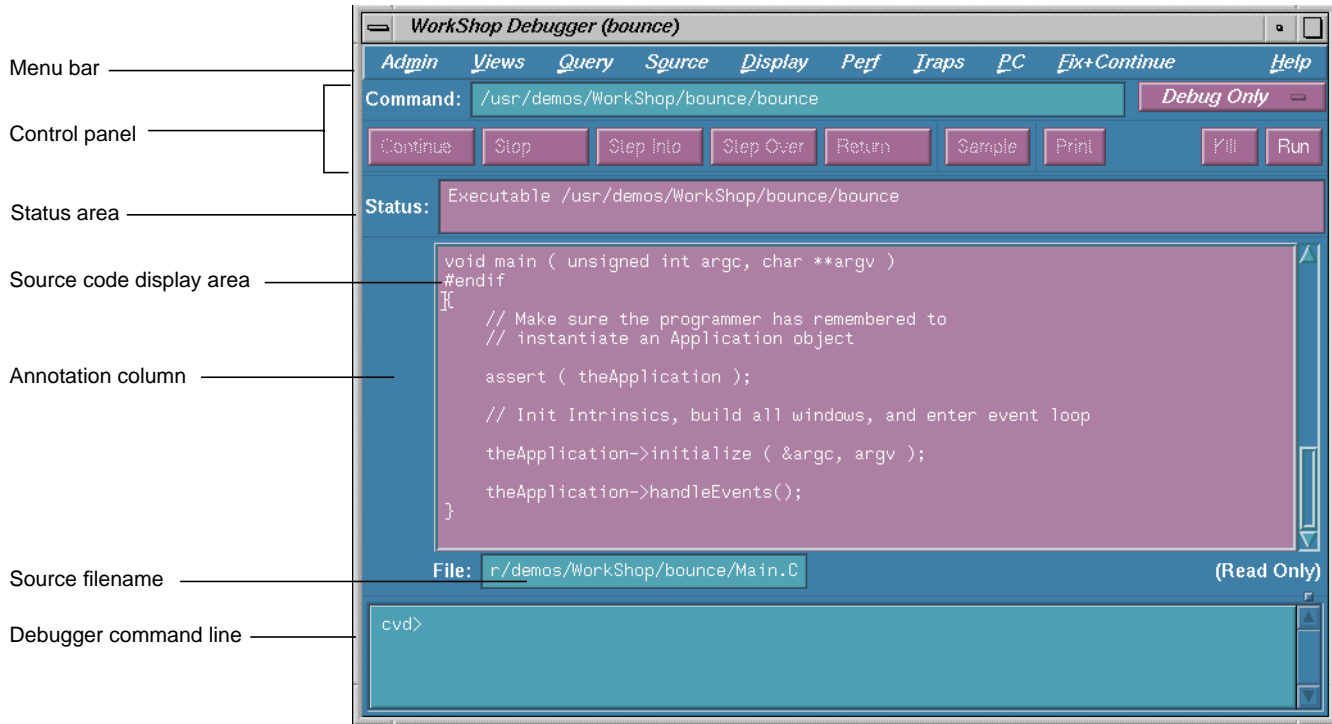 WorkShop Debugger (bounce)
Menu bar
Admin Views Query Source Display Perf Traps PC Fix+Continue Help
Control panel
Command: /usr/demos/WorkShop/bounce/bounce Debug Only
Continue Stop Step Into Step Over Return Sample Print Kill Run
Status area
Status: Executable /usr/demos/WorkShop/bounce/bounce
Source code display area
void main ( unsigned int argc, char **argv )
#endif
{
// Make sure the programmer has remembered to
// instantiate an Application object
Annotation column
assert ( theApplication );
// Init Intrinsics, build all windows, and enter event loop
theApplication->initialize ( &argc, argv );
theApplication->handleEvents();
}
Source filename
File: r/demos/WorkShop/bounce/Main.C (Read Only)
Debugger command line
cvd>